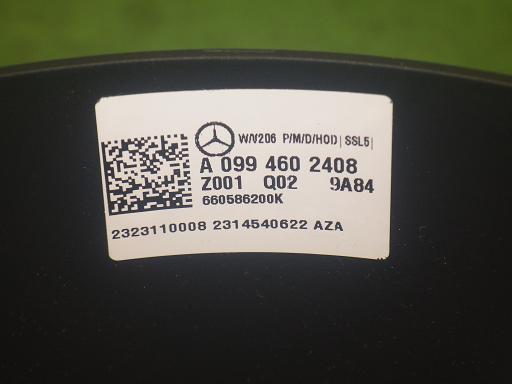 W/V206 P/M/D/HOD | SSL5 |
A 099 460 2408
Z001 Q02 9A84
660586200K
2323110008 2314540622 AZA